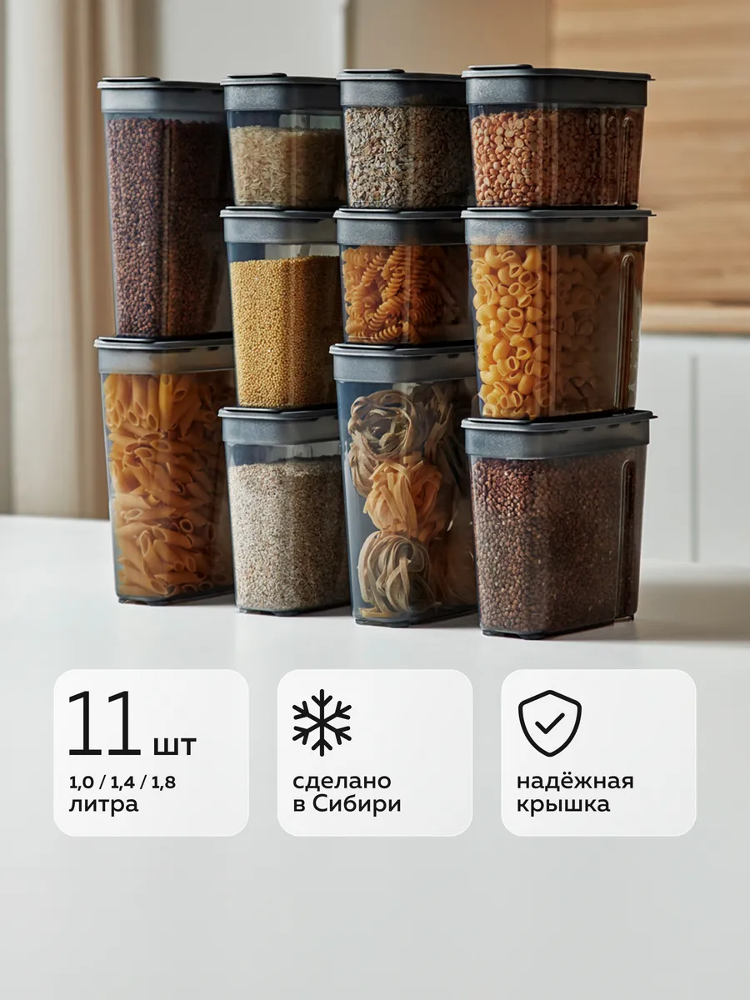 11 шт
1,0 / 1,4 / 1,8
литра
сделано
в Сибири
надёжная
крышка